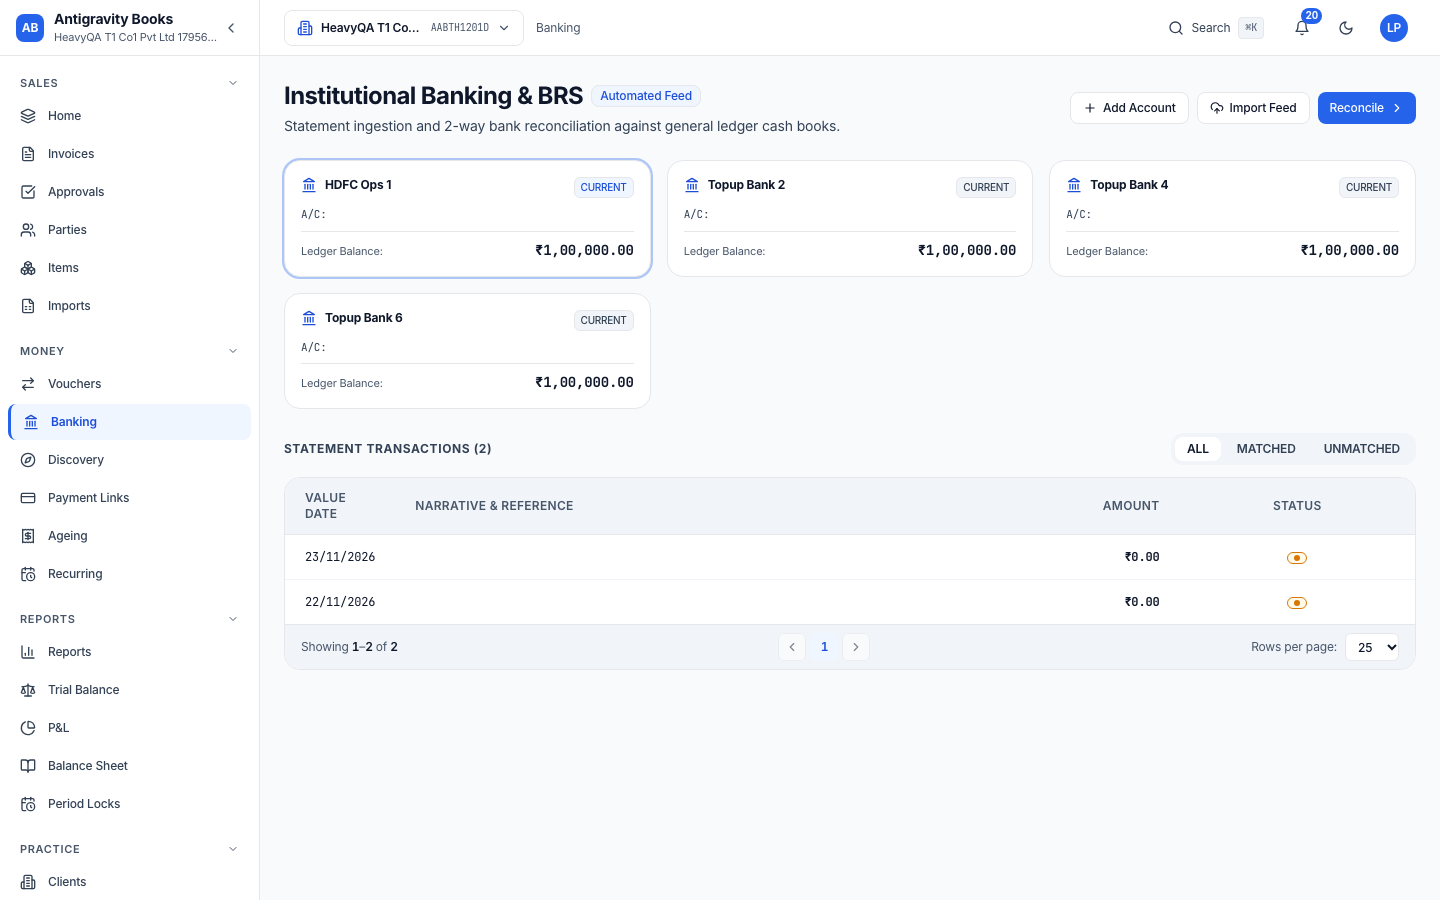 AB
Antigravity Books
HeavyQA T1 Co1 Pvt Ltd 17956...
HeavyQA T1 Co... AABTH1201D
Banking
Search ⌘K
20
LP
SALES
Home
Invoices
Approvals
Parties
Items
Imports
MONEY
Vouchers
Banking
Discovery
Payment Links
Ageing
Recurring
REPORTS
Reports
Trial Balance
P&L
Balance Sheet
Period Locks
PRACTICE
Clients
Institutional Banking & BRS Automated Feed
Statement ingestion and 2-way bank reconciliation against general ledger cash books.
Add Account Import Feed Reconcile
HDFC Ops 1 CURRENT
A/C:
Ledger Balance: ₹1,00,000.00
Topup Bank 2 CURRENT
A/C:
Ledger Balance: ₹1,00,000.00
Topup Bank 4 CURRENT
A/C:
Ledger Balance: ₹1,00,000.00
Topup Bank 6 CURRENT
A/C:
Ledger Balance: ₹1,00,000.00
STATEMENT TRANSACTIONS (2)
ALL MATCHED UNMATCHED
VALUE DATE NARRATIVE & REFERENCE AMOUNT STATUS
23/11/2026 ₹0.00
22/11/2026 ₹0.00
Showing 1–2 of 2
1
Rows per page: 25